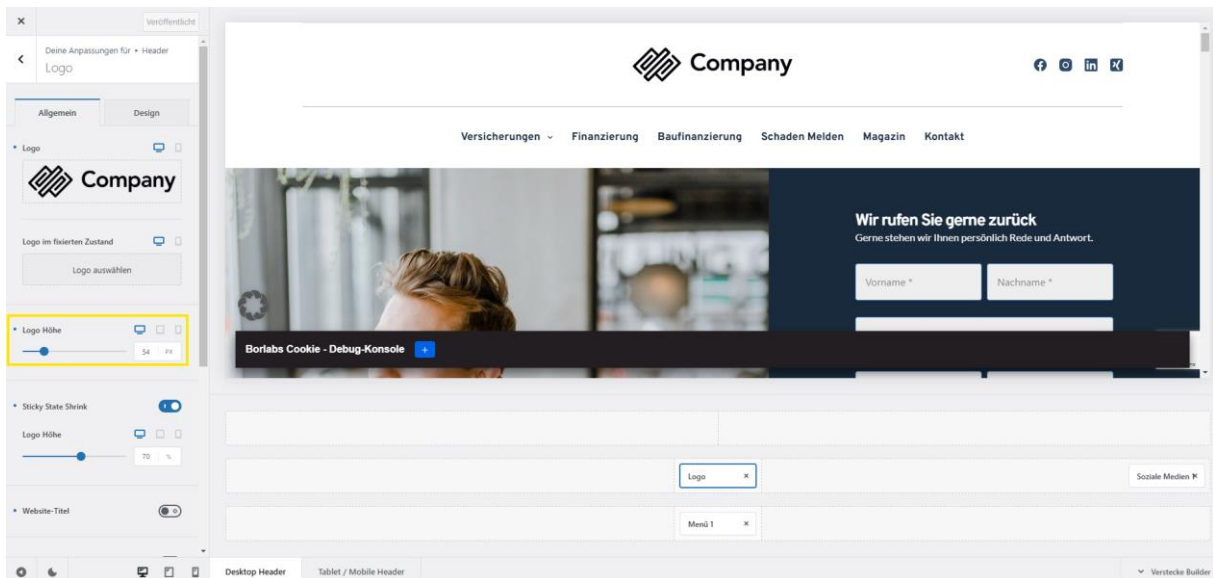 Veröffentlicht
Deine Anpassungen für ▸ Header
Logo
Allgemein
Design
Logo
Company
Logo im fixierten Zustand
Logo auswählen
Logo Höhe
54 PX
Sticky State Shrink
Logo Höhe
70 %
Website-Titel
Company
Versicherungen Finanzierung Baufinanzierung Schaden Melden Magazin Kontakt
Wir rufen Sie gerne zurück
Gerne stehen wir Ihnen persönlich Rede und Antwort.
Vorname * Nachname *
Borlabs Cookie - Debug-Konsole +
Logo ×
Soziale Medien
Menü 1 ×
Desktop Header
Tablet / Mobile Header
Verstecke Builder